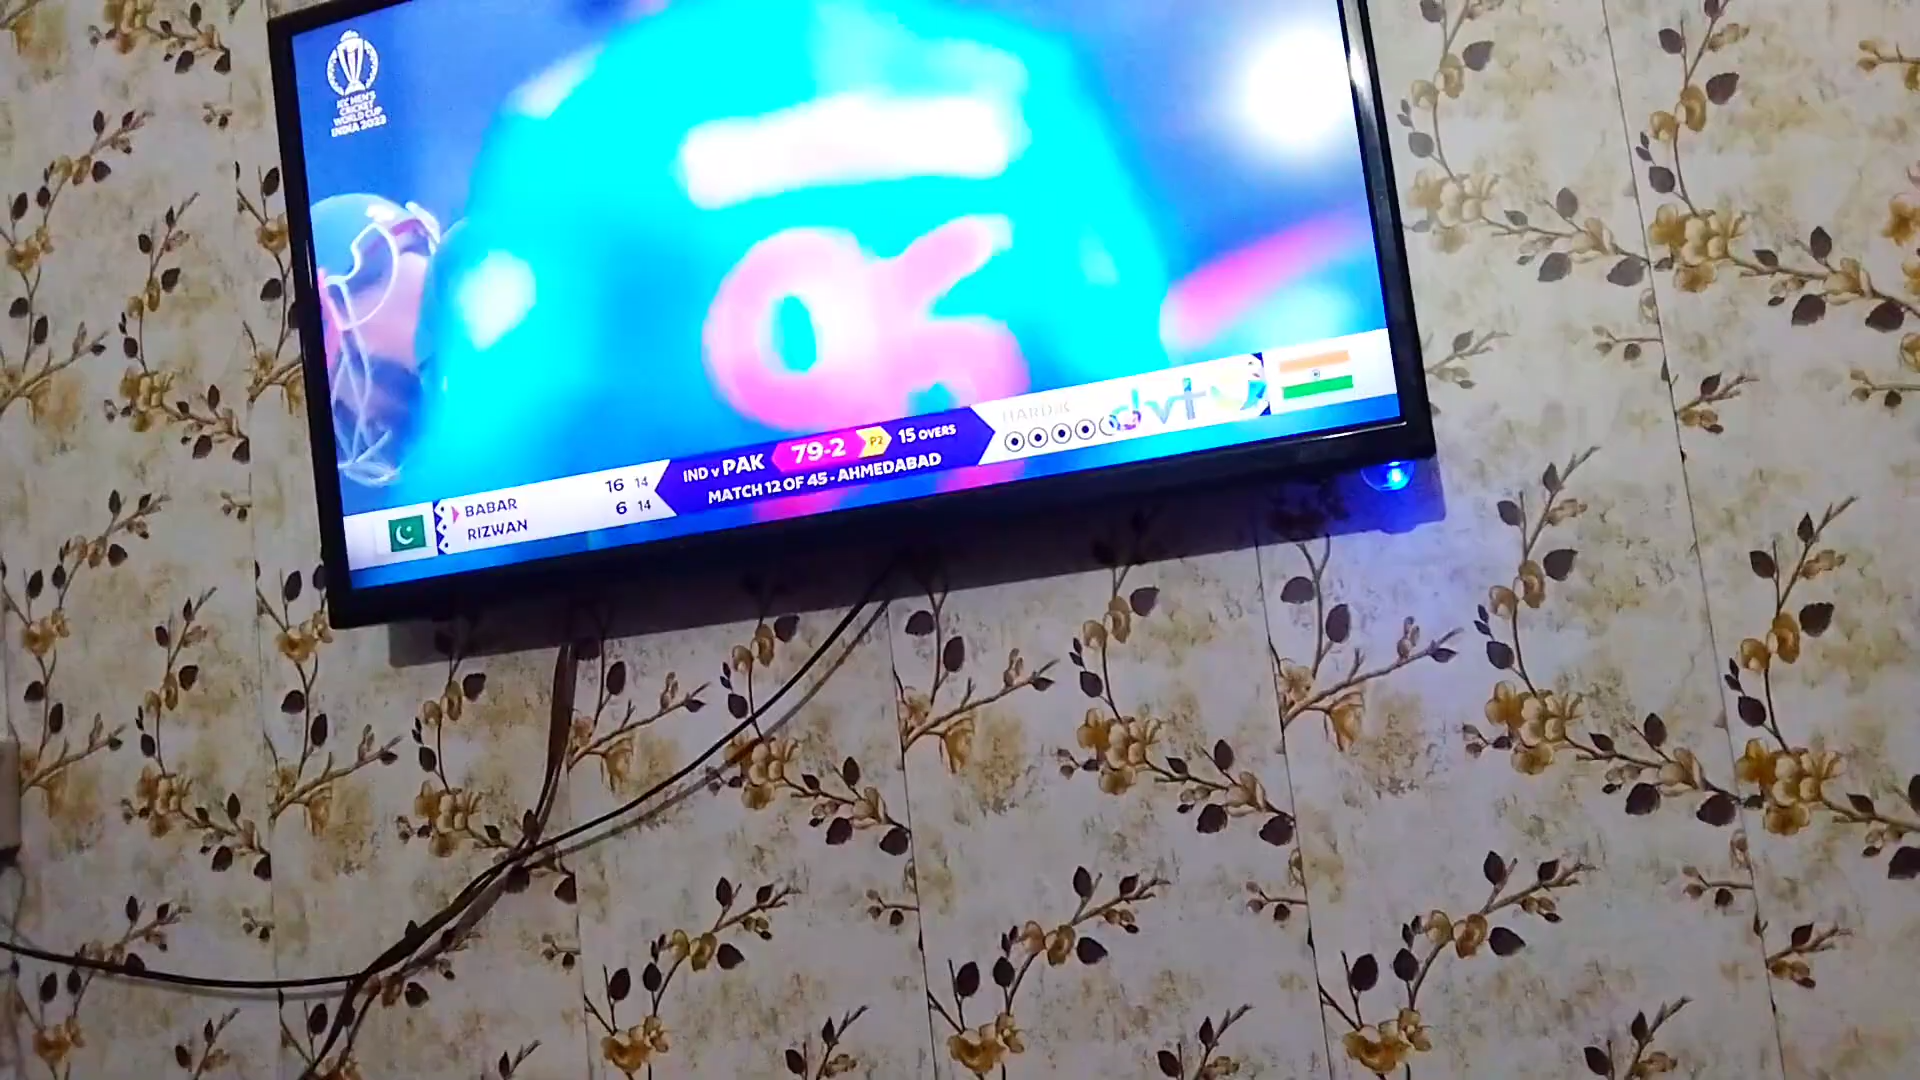 ICC MEN'S
CRICKET
WORLD CUP
INDIA 2023
IND v PAK 79-2 P2 15 OVERS
MATCH 12 OF 45 - AHMEDABAD
BABAR 16 14
RIZWAN 6 14
HARDIK
dvtv